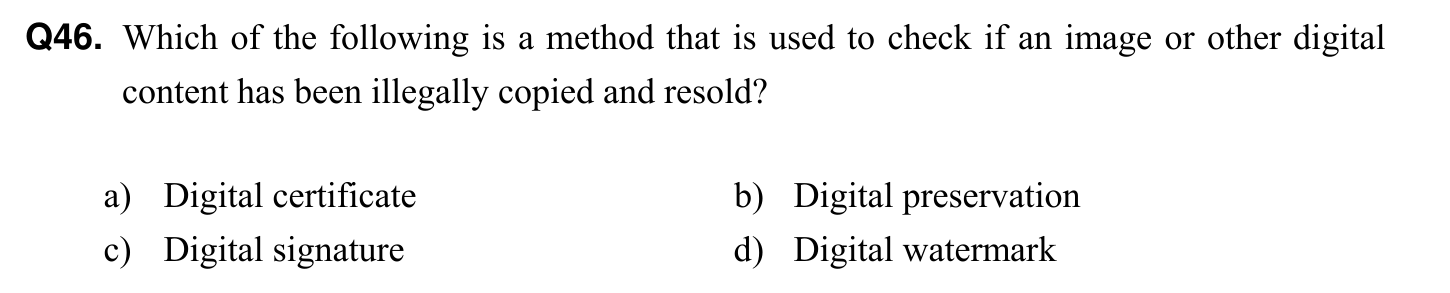 Q46. Which of the following is a method that is used to check if an image or other digital
content has been illegally copied and resold?
a) Digital certificate b) Digital preservation
c) Digital signature d) Digital watermark